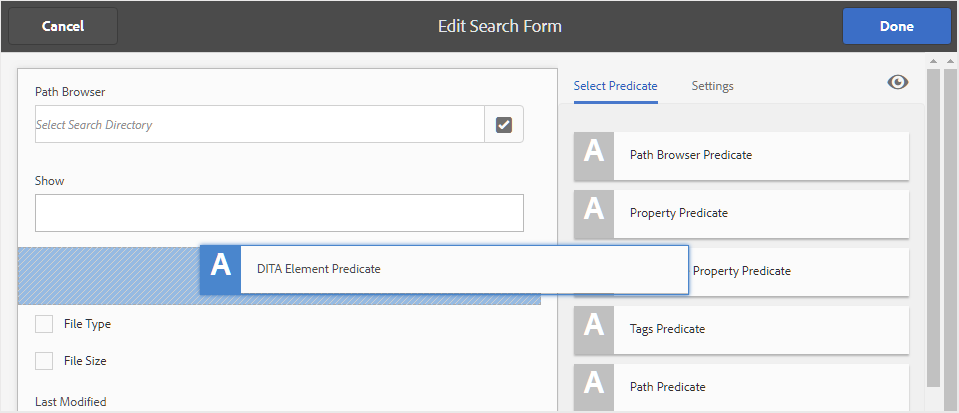 Cancel
Edit Search Form
Done
Path Browser
Select Search Directory
Show
A DITA Element Predicate
File Type
File Size
Last Modified
Select Predicate
Settings
A Path Browser Predicate
A Property Predicate
Property Predicate
A Tags Predicate
A Path Predicate